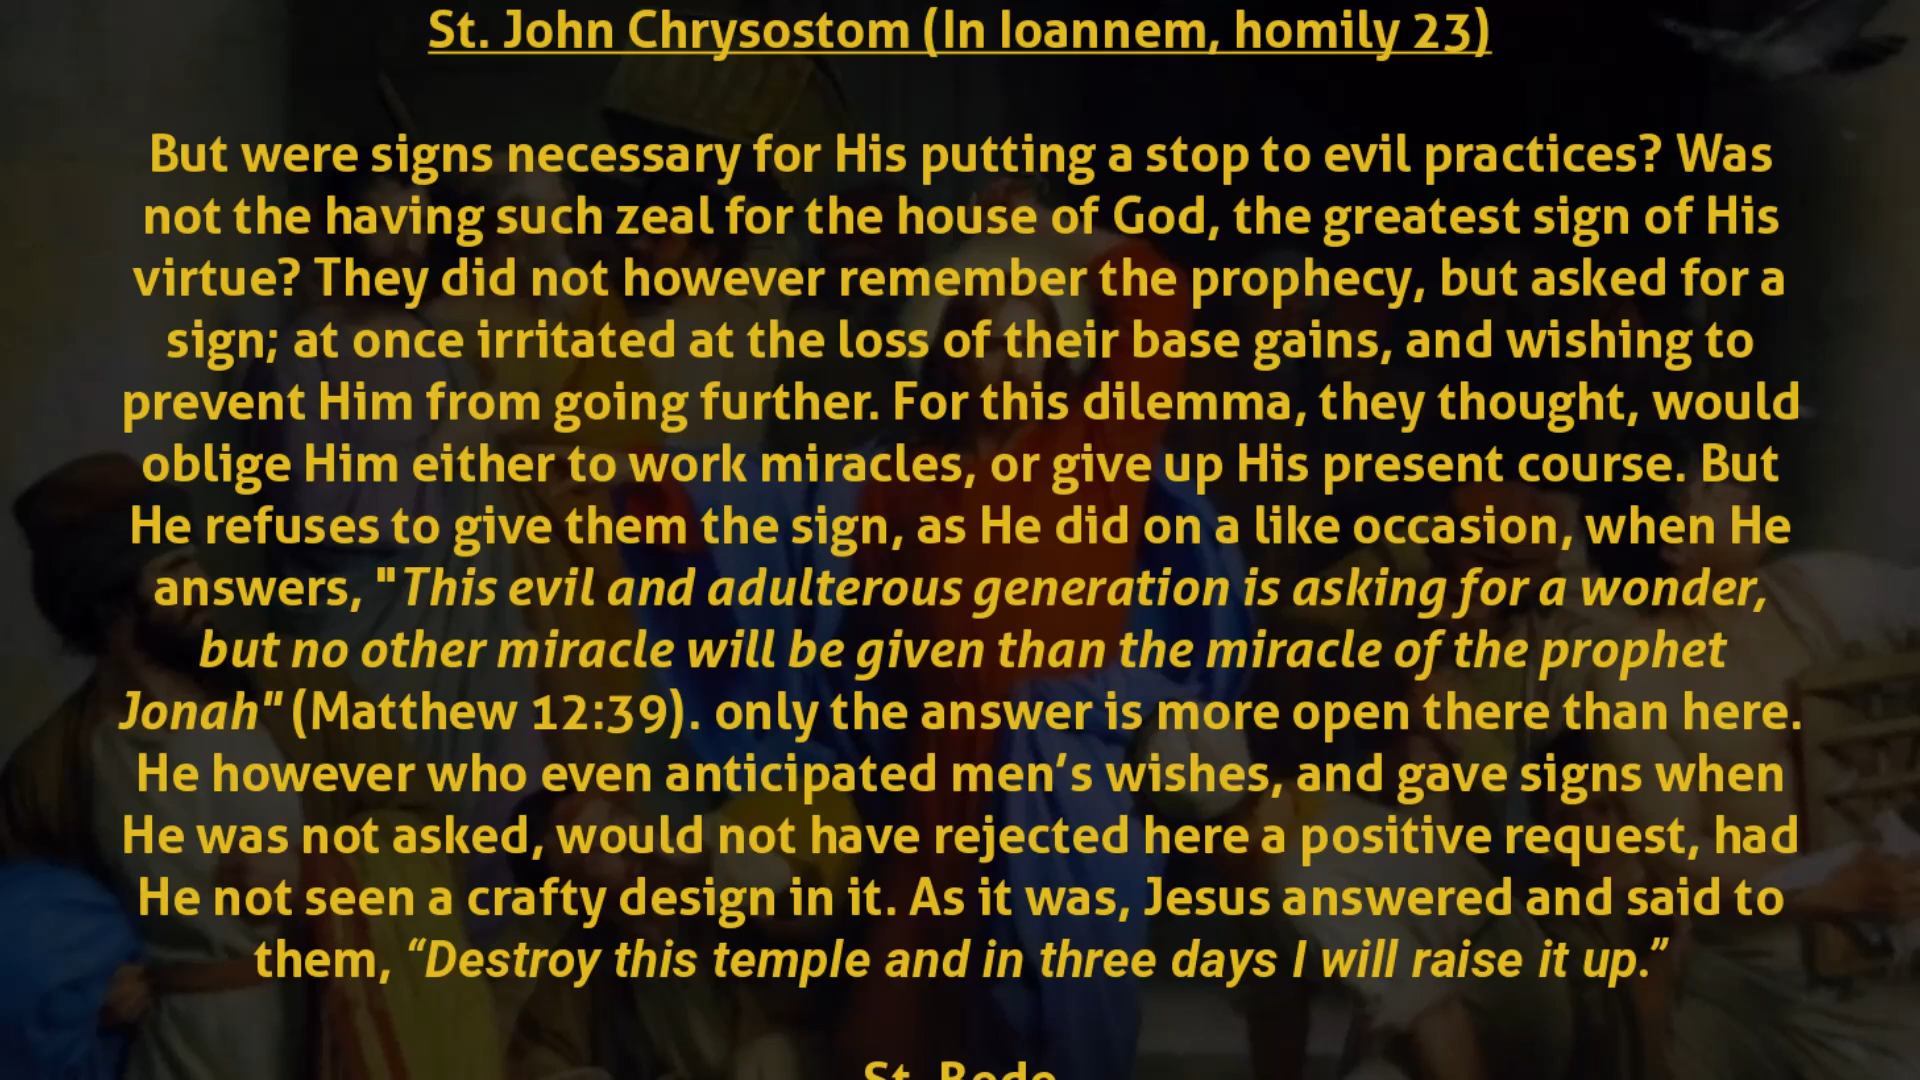 St. John Chrysostom (In Ioannem, homily 23)
But were signs necessary for His putting a stop to evil practices? Was
not the having such zeal for the house of God, the greatest sign of His
virtue? They did not however remember the prophecy, but asked for a
sign; at once irritated at the loss of their base gains, and wishing to
prevent Him from going further. For this dilemma, they thought, would
oblige Him either to work miracles, or give up His present course. But
He refuses to give them the sign, as He did on a like occasion, when He
answers, "This evil and adulterous generation is asking for a wonder,
but no other miracle will be given than the miracle of the prophet
Jonah" (Matthew 12:39). only the answer is more open there than here.
He however who even anticipated men’s wishes, and gave signs when
He was not asked, would not have rejected here a positive request, had
He not seen a crafty design in it. As it was, Jesus answered and said to
them, “Destroy this temple and in three days I will raise it up.”
St. Bede